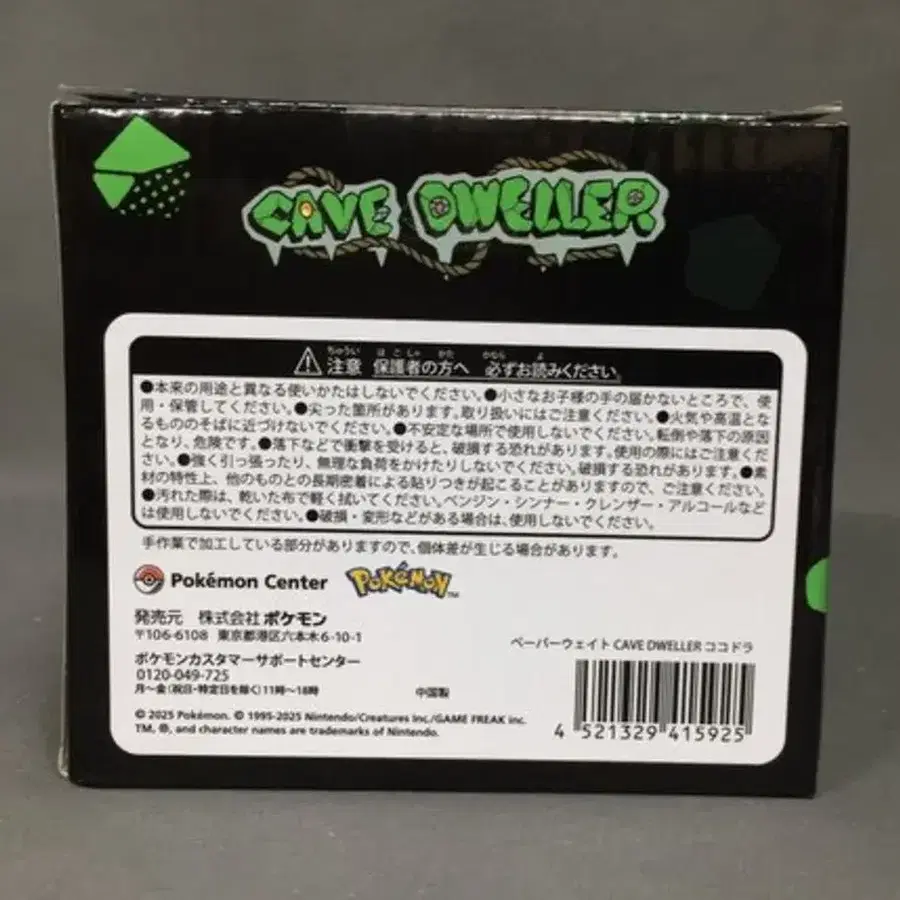 CAVE DWELLER
⚠注意 保護者の方へ 必ずお読みください。
●本来の用途と異なる使いかたはしないでください。●小さなお子様の手の届かないところで、使
用・保管してください。●尖った箇所があります。取り扱いにはご注意ください。●火気や高温とな
るもののそばに近づけないでください。●不安定な場所で使用しないでください。転倒や落下の原因
となり、危険です。●落下などで衝撃を受けると、破損する恐れがあります。使用の際にはご注意くだ
さい。●強く引っ張ったり、無理な負荷をかけたりしないでください。破損する恐れがあります。●素
材の特性上、他のものとの長期密着による貼りつきが起こることがありますので、ご注意ください。
●汚れた際は、乾いた布で軽く拭いてください。ベンジン・シンナー・クレンザー・アルコールなど
は使用しないでください。●破損・変形などがある場合は、使用しないでください。
手作業で加工している部分がありますので、個体差が生じる場合があります。
Pokémon Center POKÉMON TM
発売元 株式会社ポケモン
〒106-6108 東京都港区六本木6-10-1
ポケモンカスタマーサポートセンター
0120-049-725
月～金(祝日・特定日を除く)11時～18時 中国製
© 2025 Pokémon. © 1995-2025 Nintendo/Creatures Inc./GAME FREAK inc.
TM, ®, and character names are trademarks of Nintendo.
ペーパーウェイト CAVE DWELLER ココドラ
4 521329 415925